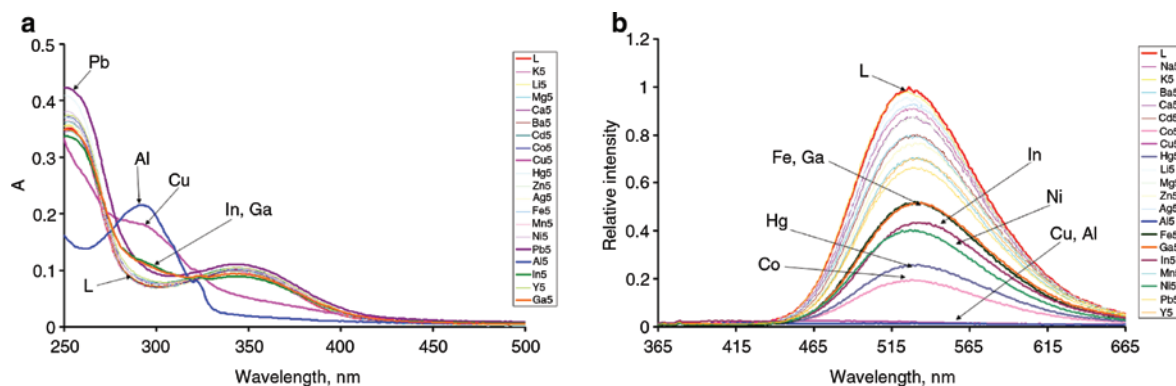 a
0.5
0.4
0.3
0.2
0.1
0
A
250
300
350
400
450
500
Wavelength, nm
Pb
Al
Cu
In, Ga
L
L
K5
Li5
Mg5
Ca5
Ba5
Cd5
Co5
Cu5
Hg5
Zn5
Ag5
Fe5
Mn5
Ni5
Pb5
Al5
In5
Y5
Ga5
b
1.2
1
0.8
0.6
0.4
0.2
0
Relative intensity
365
415
465
515
565
615
665
Wavelength, nm
L
Fe, Ga
In
Ni
Hg
Cu, Al
Co
L
Na5
K5
Ba5
Ca5
Cd5
Co5
Cu5
Hg5
Li5
Mg5
Zn5
Ag5
Al5
Fe5
Ga5
In5
Mn5
Ni5
Pb5
Y5